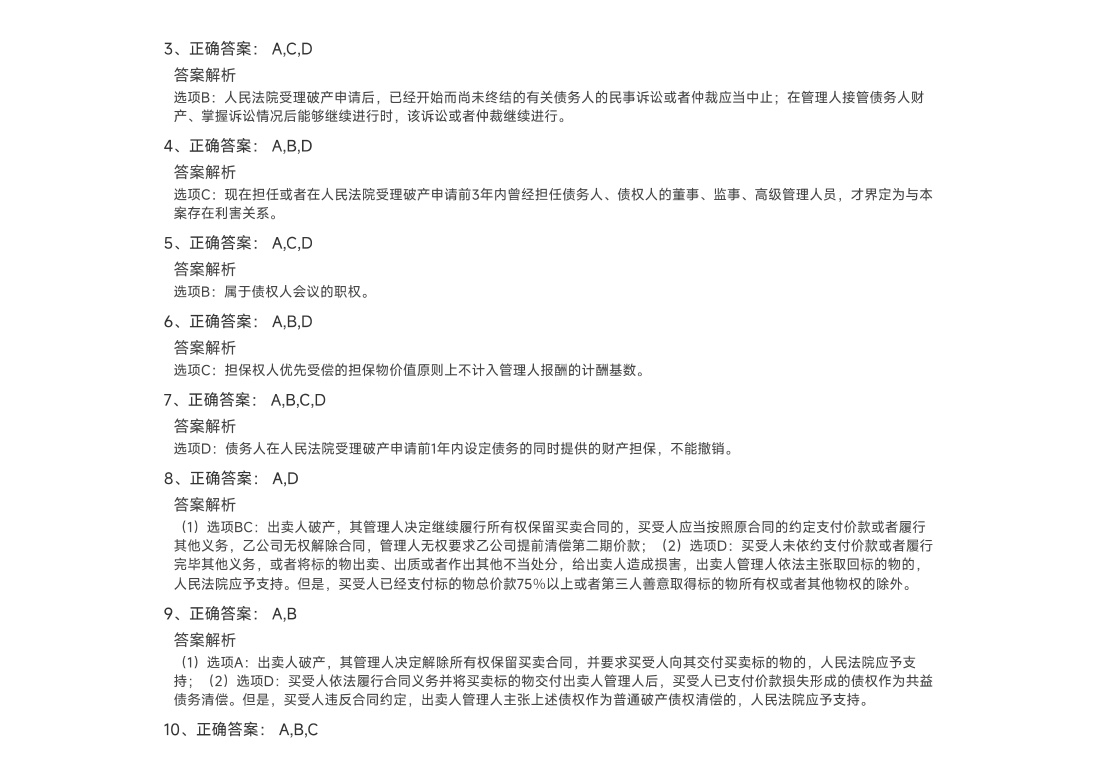 3、正确答案： A,C,D
答案解析
选项B：人民法院受理破产申请后，已经开始而尚未终结的有关债务人的民事诉讼或者仲裁应当中止；在管理人接管债务人财
产、掌握诉讼情况后能够继续进行时，该诉讼或者仲裁继续进行。
4、正确答案： A,B,D
答案解析
选项C：现在担任或者在人民法院受理破产申请前3年内曾经担任债务人、债权人的董事、监事、高级管理人员，才界定为与本
案存在利害关系。
5、正确答案： A,C,D
答案解析
选项B：属于债权人会议的职权。
6、正确答案： A,B,D
答案解析
选项C：担保权人优先受偿的担保物价值原则上不计入管理人报酬的计酬基数。
7、正确答案： A,B,C,D
答案解析
选项D：债务人在人民法院受理破产申请前1年内设定债务的同时提供的财产担保，不能撤销。
8、正确答案： A,D
答案解析
（1）选项BC：出卖人破产，其管理人决定继续履行所有权保留买卖合同的，买受人应当按照原合同的约定支付价款或者履行
其他义务，乙公司无权解除合同，管理人无权要求乙公司提前清偿第二期价款；（2）选项D：买受人未依约支付价款或者履行
完毕其他义务，或者将标的物出卖、出质或者作出其他不当处分，给出卖人造成损害，出卖人管理人依法主张取回标的物的，
人民法院应予支持。但是，买受人已经支付标的物总价款75%以上或者第三人善意取得标的物所有权或者其他物权的除外。
9、正确答案： A,B
答案解析
（1）选项A：出卖人破产，其管理人决定解除所有权保留买卖合同，并要求买受人向其交付买卖标的物的，人民法院应予支
持；（2）选项D：买受人依法履行合同义务并将买卖标的物交付出卖人管理人后，买受人已支付价款损失形成的债权作为共益
债务清偿。但是，买受人违反合同约定，出卖人管理人主张上述债权作为普通破产债权清偿的，人民法院应予支持。
10、正确答案： A,B,C